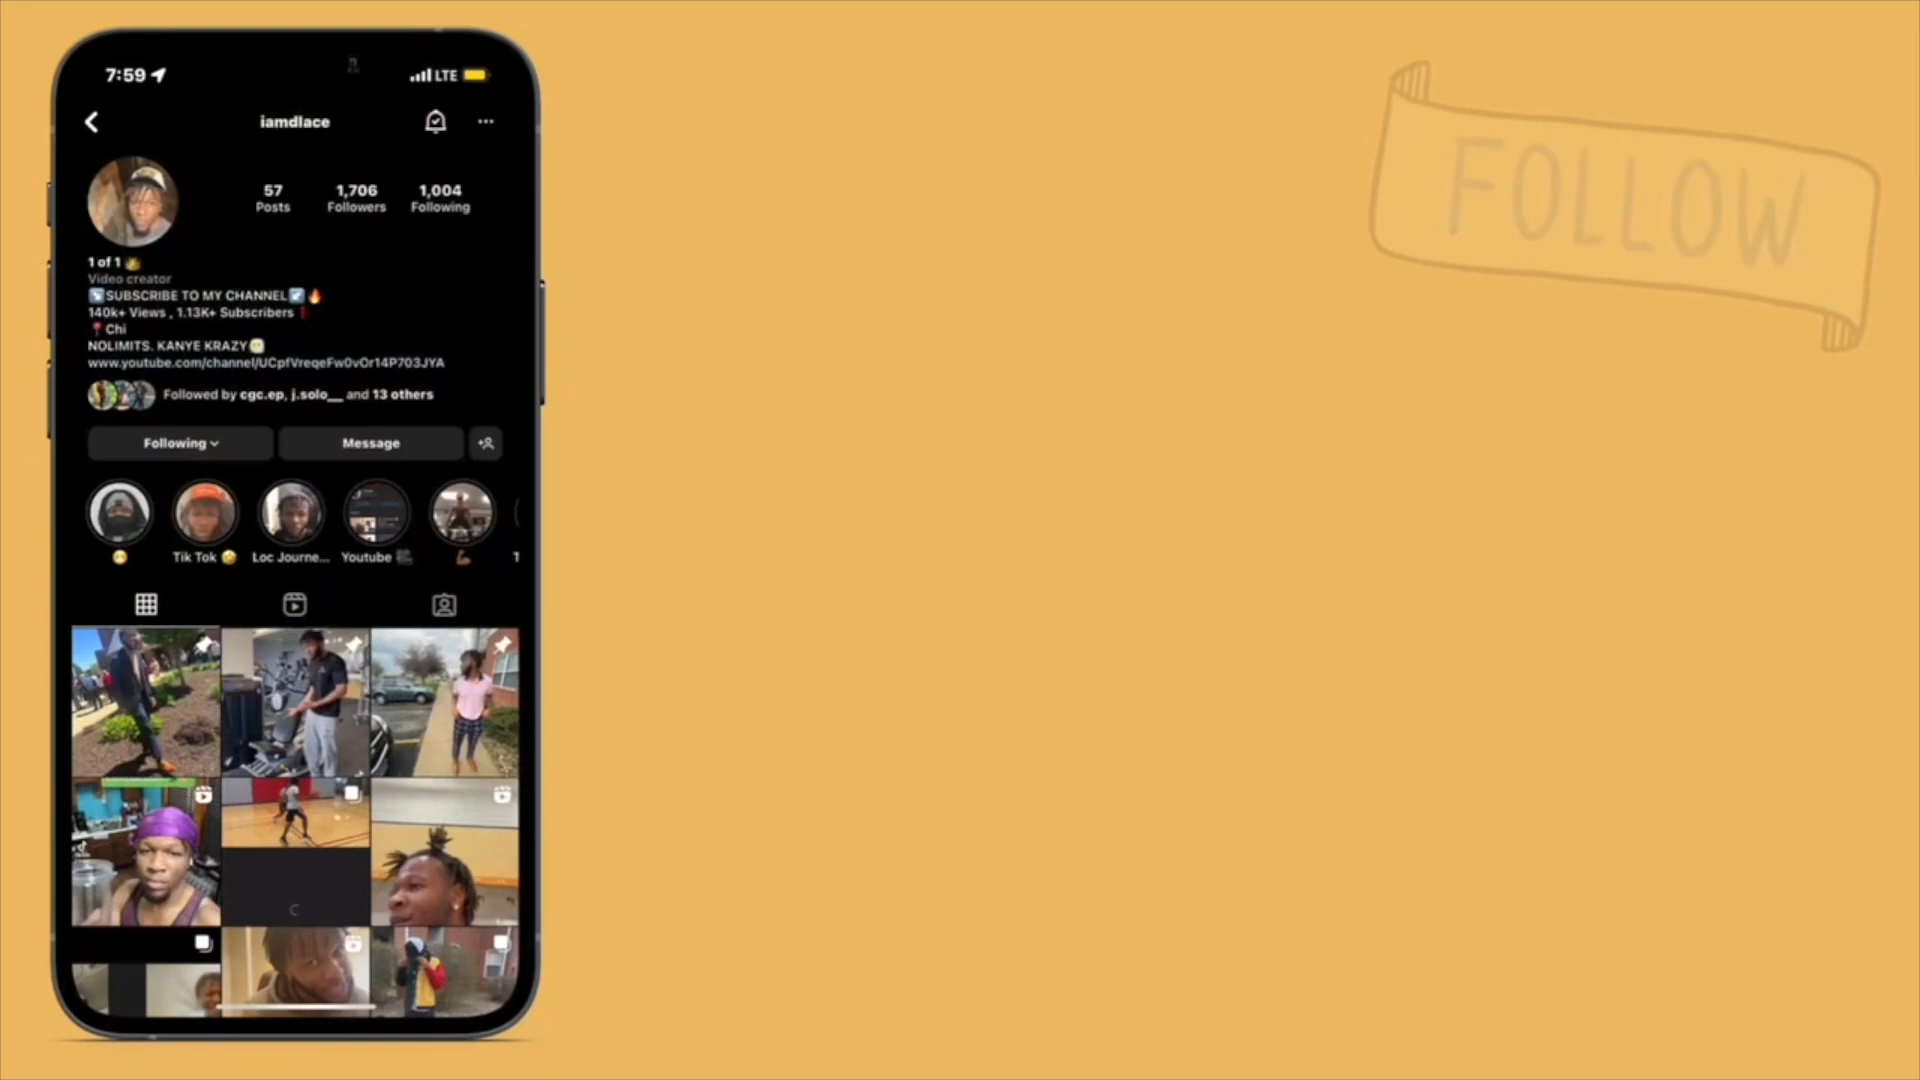 7:59
LTE
iamdlace
57
Posts
1,706
Followers
1,004
Following
1 of 1
Video creator
SUBSCRIBE TO MY CHANNEL
140k+ Views , 1.13K+ Subscribers
Chi
NOLIMITS. KANYE KRAZY
www.youtube.com/channel/UCpfVreqeFw0vOr14P703JYA
Followed by cgc.ep, j.solo__ and 13 others
Following
Message
Tik Tok
Loc Journe...
Youtube
T
FOLLOW